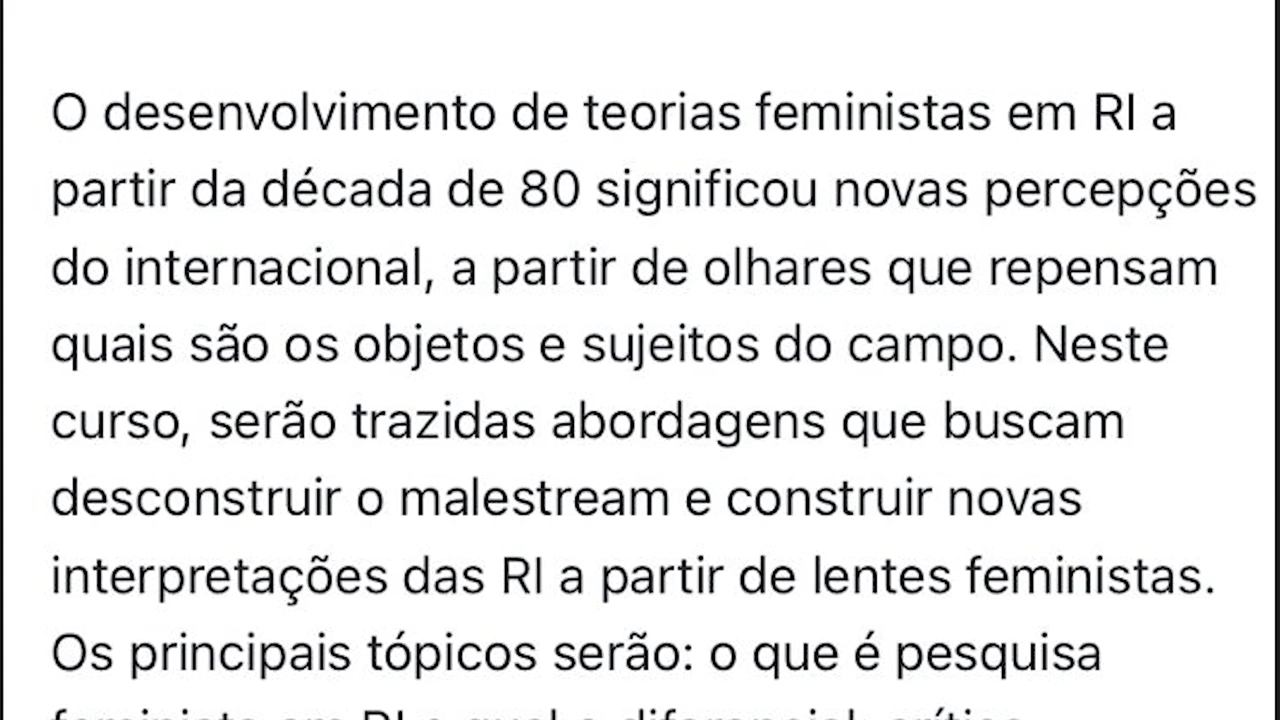 O desenvolvimento de teorias feministas em RI a
partir da década de 80 significou novas percepções
do internacional, a partir de olhares que repensam
quais são os objetos e sujeitos do campo. Neste
curso, serão trazidas abordagens que buscam
desconstruir o malestream e construir novas
interpretações das RI a partir de lentes feministas.
Os principais tópicos serão: o que é pesquisa